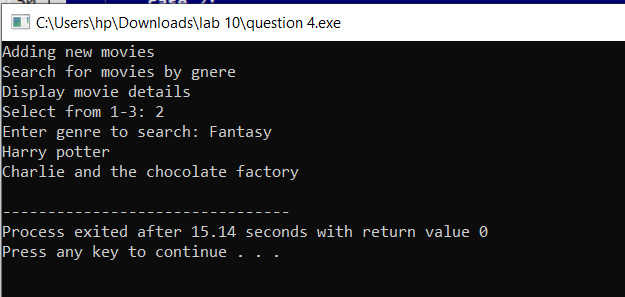 C:\Users\hp\Downloads\lab 10\question 4.exe
Adding new movies
Search for movies by gnere
Display movie details
Select from 1-3: 2
Enter genre to search: Fantasy
Harry potter
Charlie and the chocolate factory
-------------------------------
Process exited after 15.14 seconds with return value 0
Press any key to continue . . .